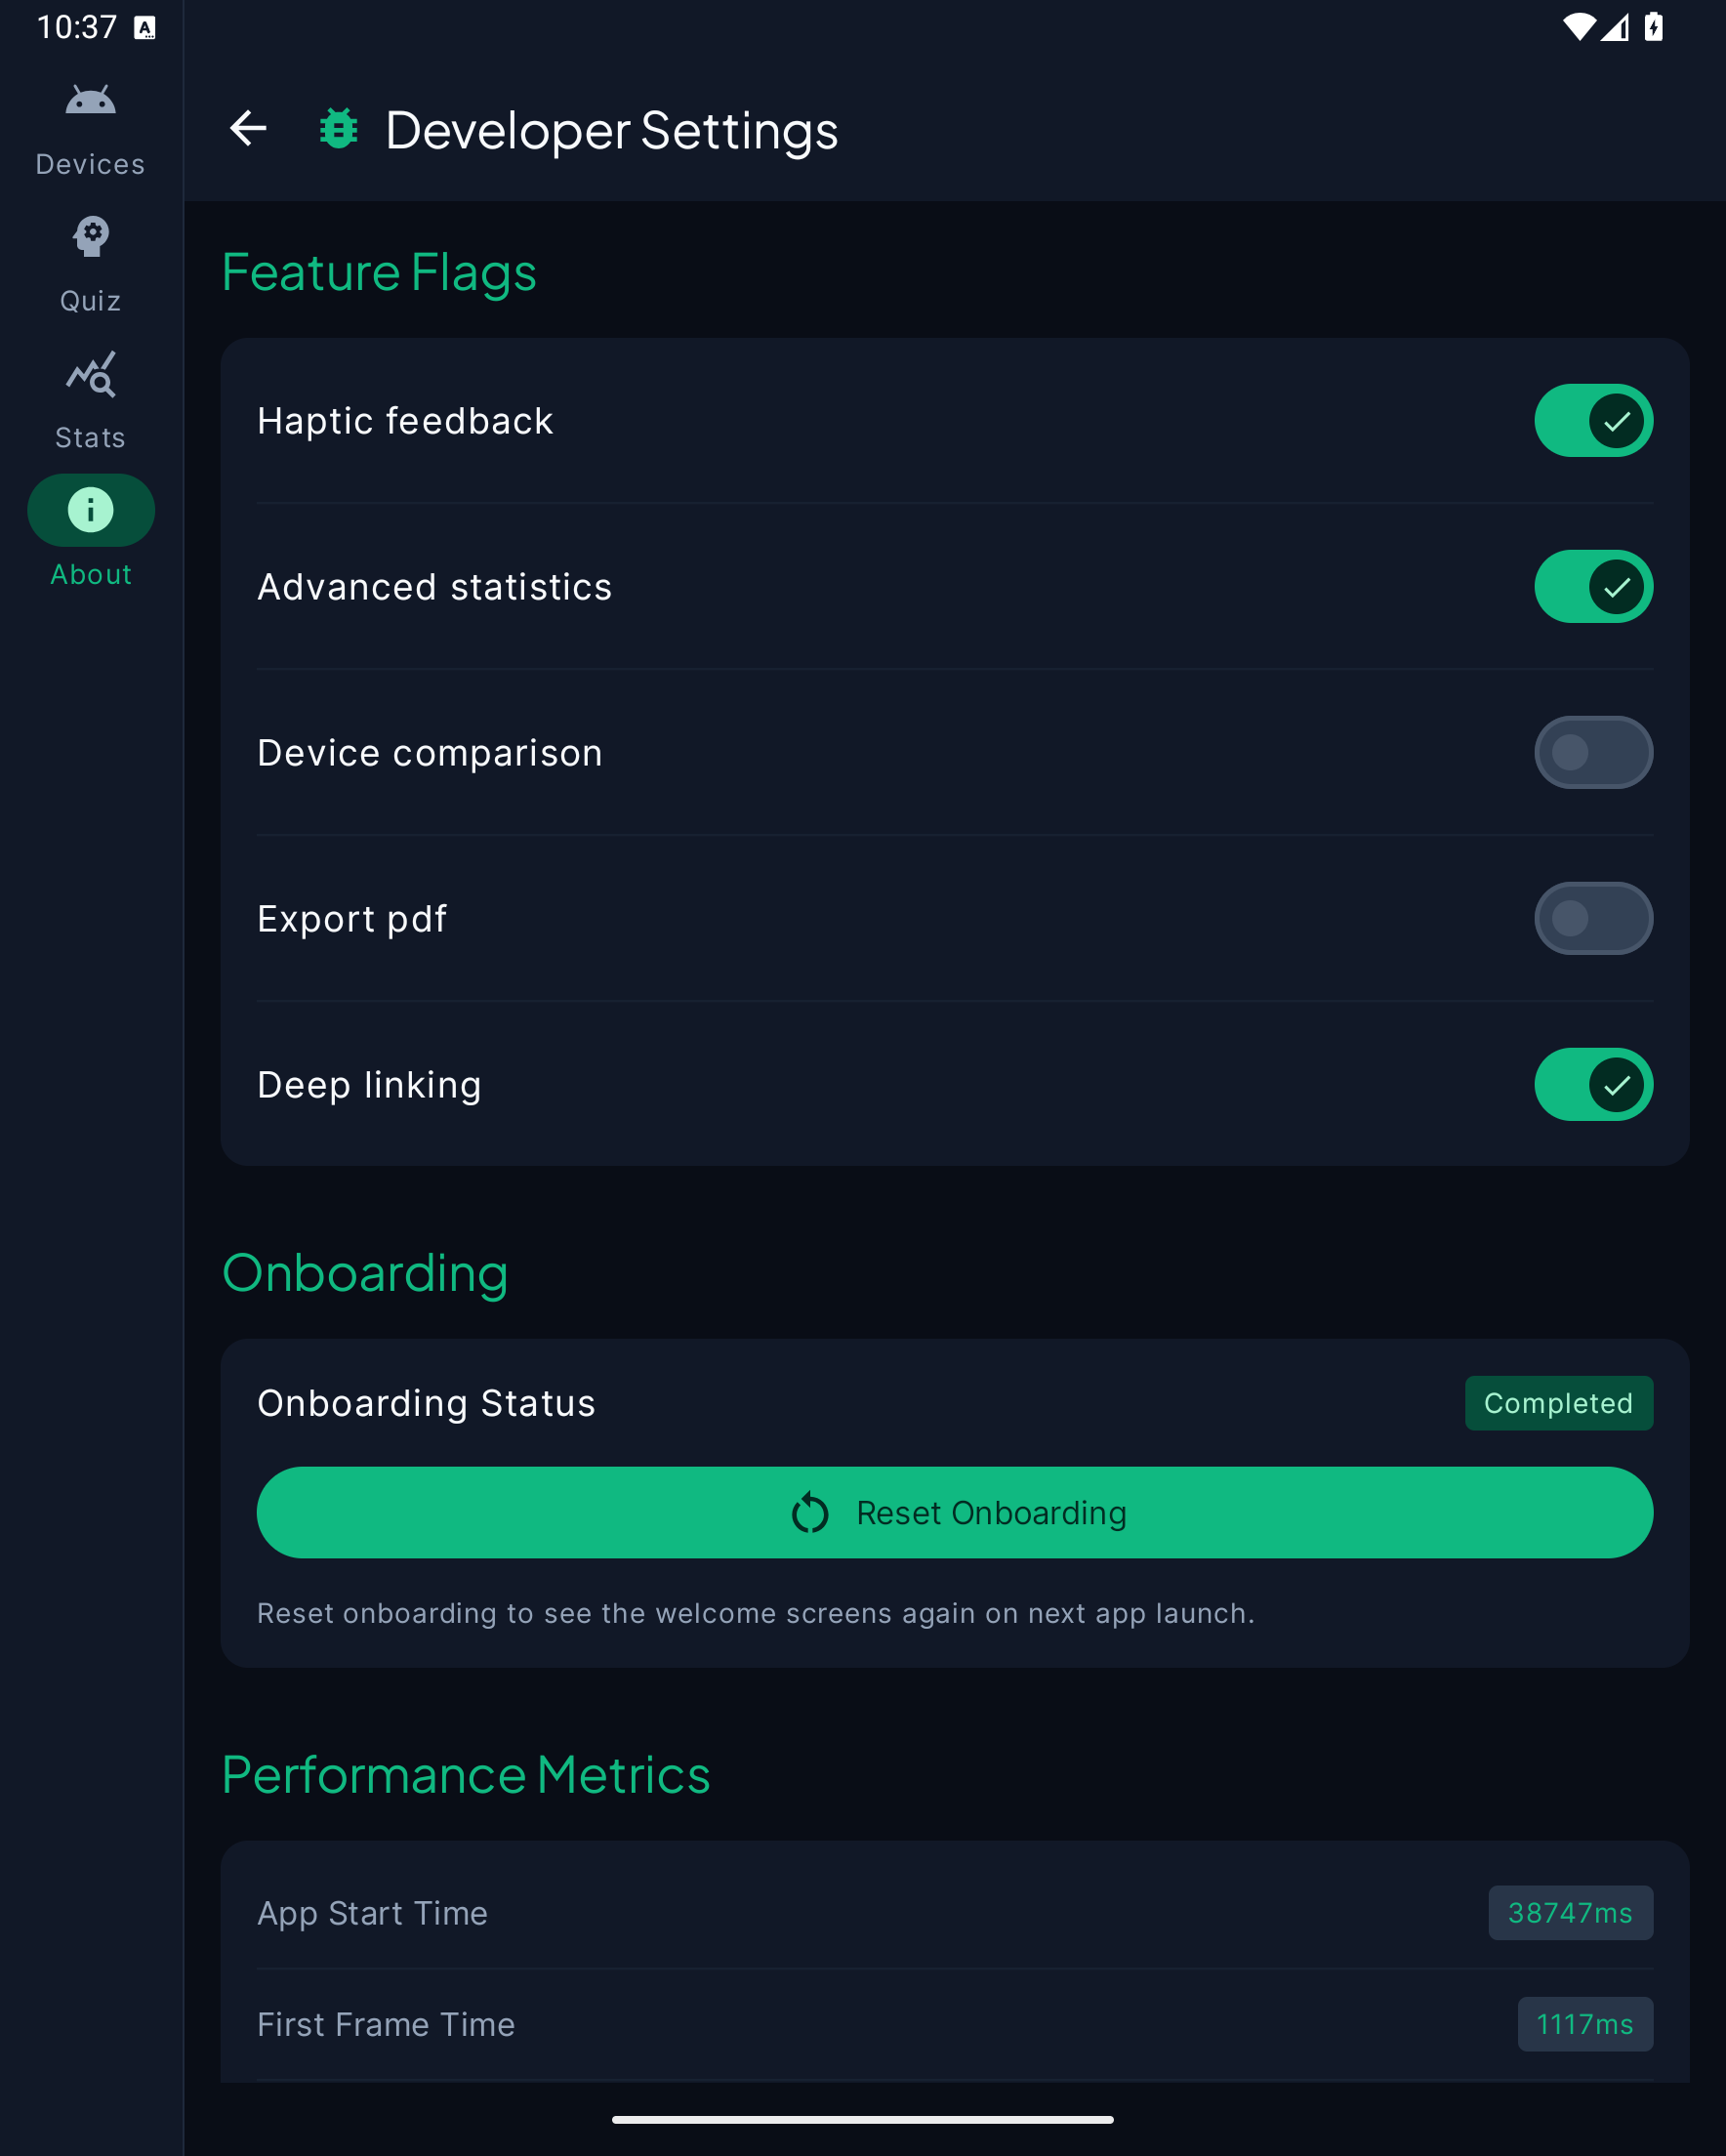 10:37
Devices
Quiz
Stats
About
Developer Settings
Feature Flags
Haptic feedback
Advanced statistics
Device comparison
Export pdf
Deep linking
Onboarding
Onboarding Status
Completed
Reset Onboarding
Reset onboarding to see the welcome screens again on next app launch.
Performance Metrics
App Start Time
38747ms
First Frame Time
1117ms